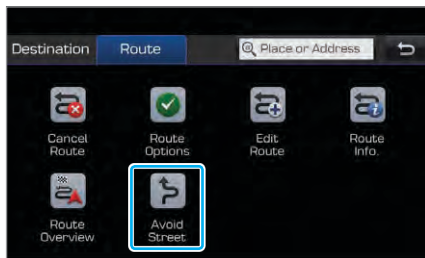 Destination
Route
Place or Address
Cancel
Route
Route
Options
Edit
Route
Route
Info.
Route
Overview
Avoid
Street